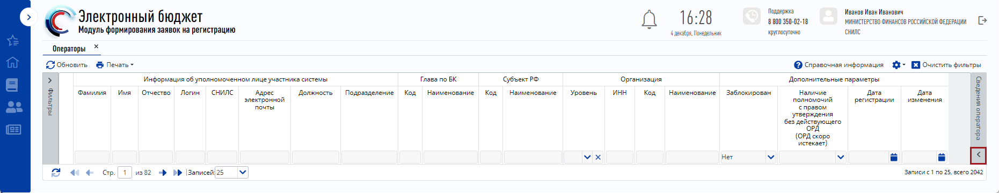 Электронный бюджет
Модуль формирования заявок на регистрацию
16:28
4 декабря, Понедельник
Поддержка
8 800 350-02-18
круглосуточно
Иванов Иван Иванович
МИНИСТЕРСТВО ФИНАНСОВ РОССИЙСКОЙ ФЕДЕРАЦИИ
СНИЛС
Операторы
Обновить Печать
Справочная информация Очистить фильтры
Фильтры
Информация об уполномоченном лице участника системы Глава по БК Субъект РФ Организация Дополнительные параметры
Фамилия Имя Отчество Логин СНИЛС
Адрес
электронной
почты
Должность Подразделение Код Наименование Код Наименование Уровень ИНН Код Наименование Заблокирован
Наличие
полномочий
с правом
утверждения
без действующего
ОРД
(ОРД скоро
истекает)
Дата
регистрации
Дата
изменения
Нет
Сведения оператора
Стр. 1 из 82 Записей: 25
Записи с 1 по 25, всего 2042